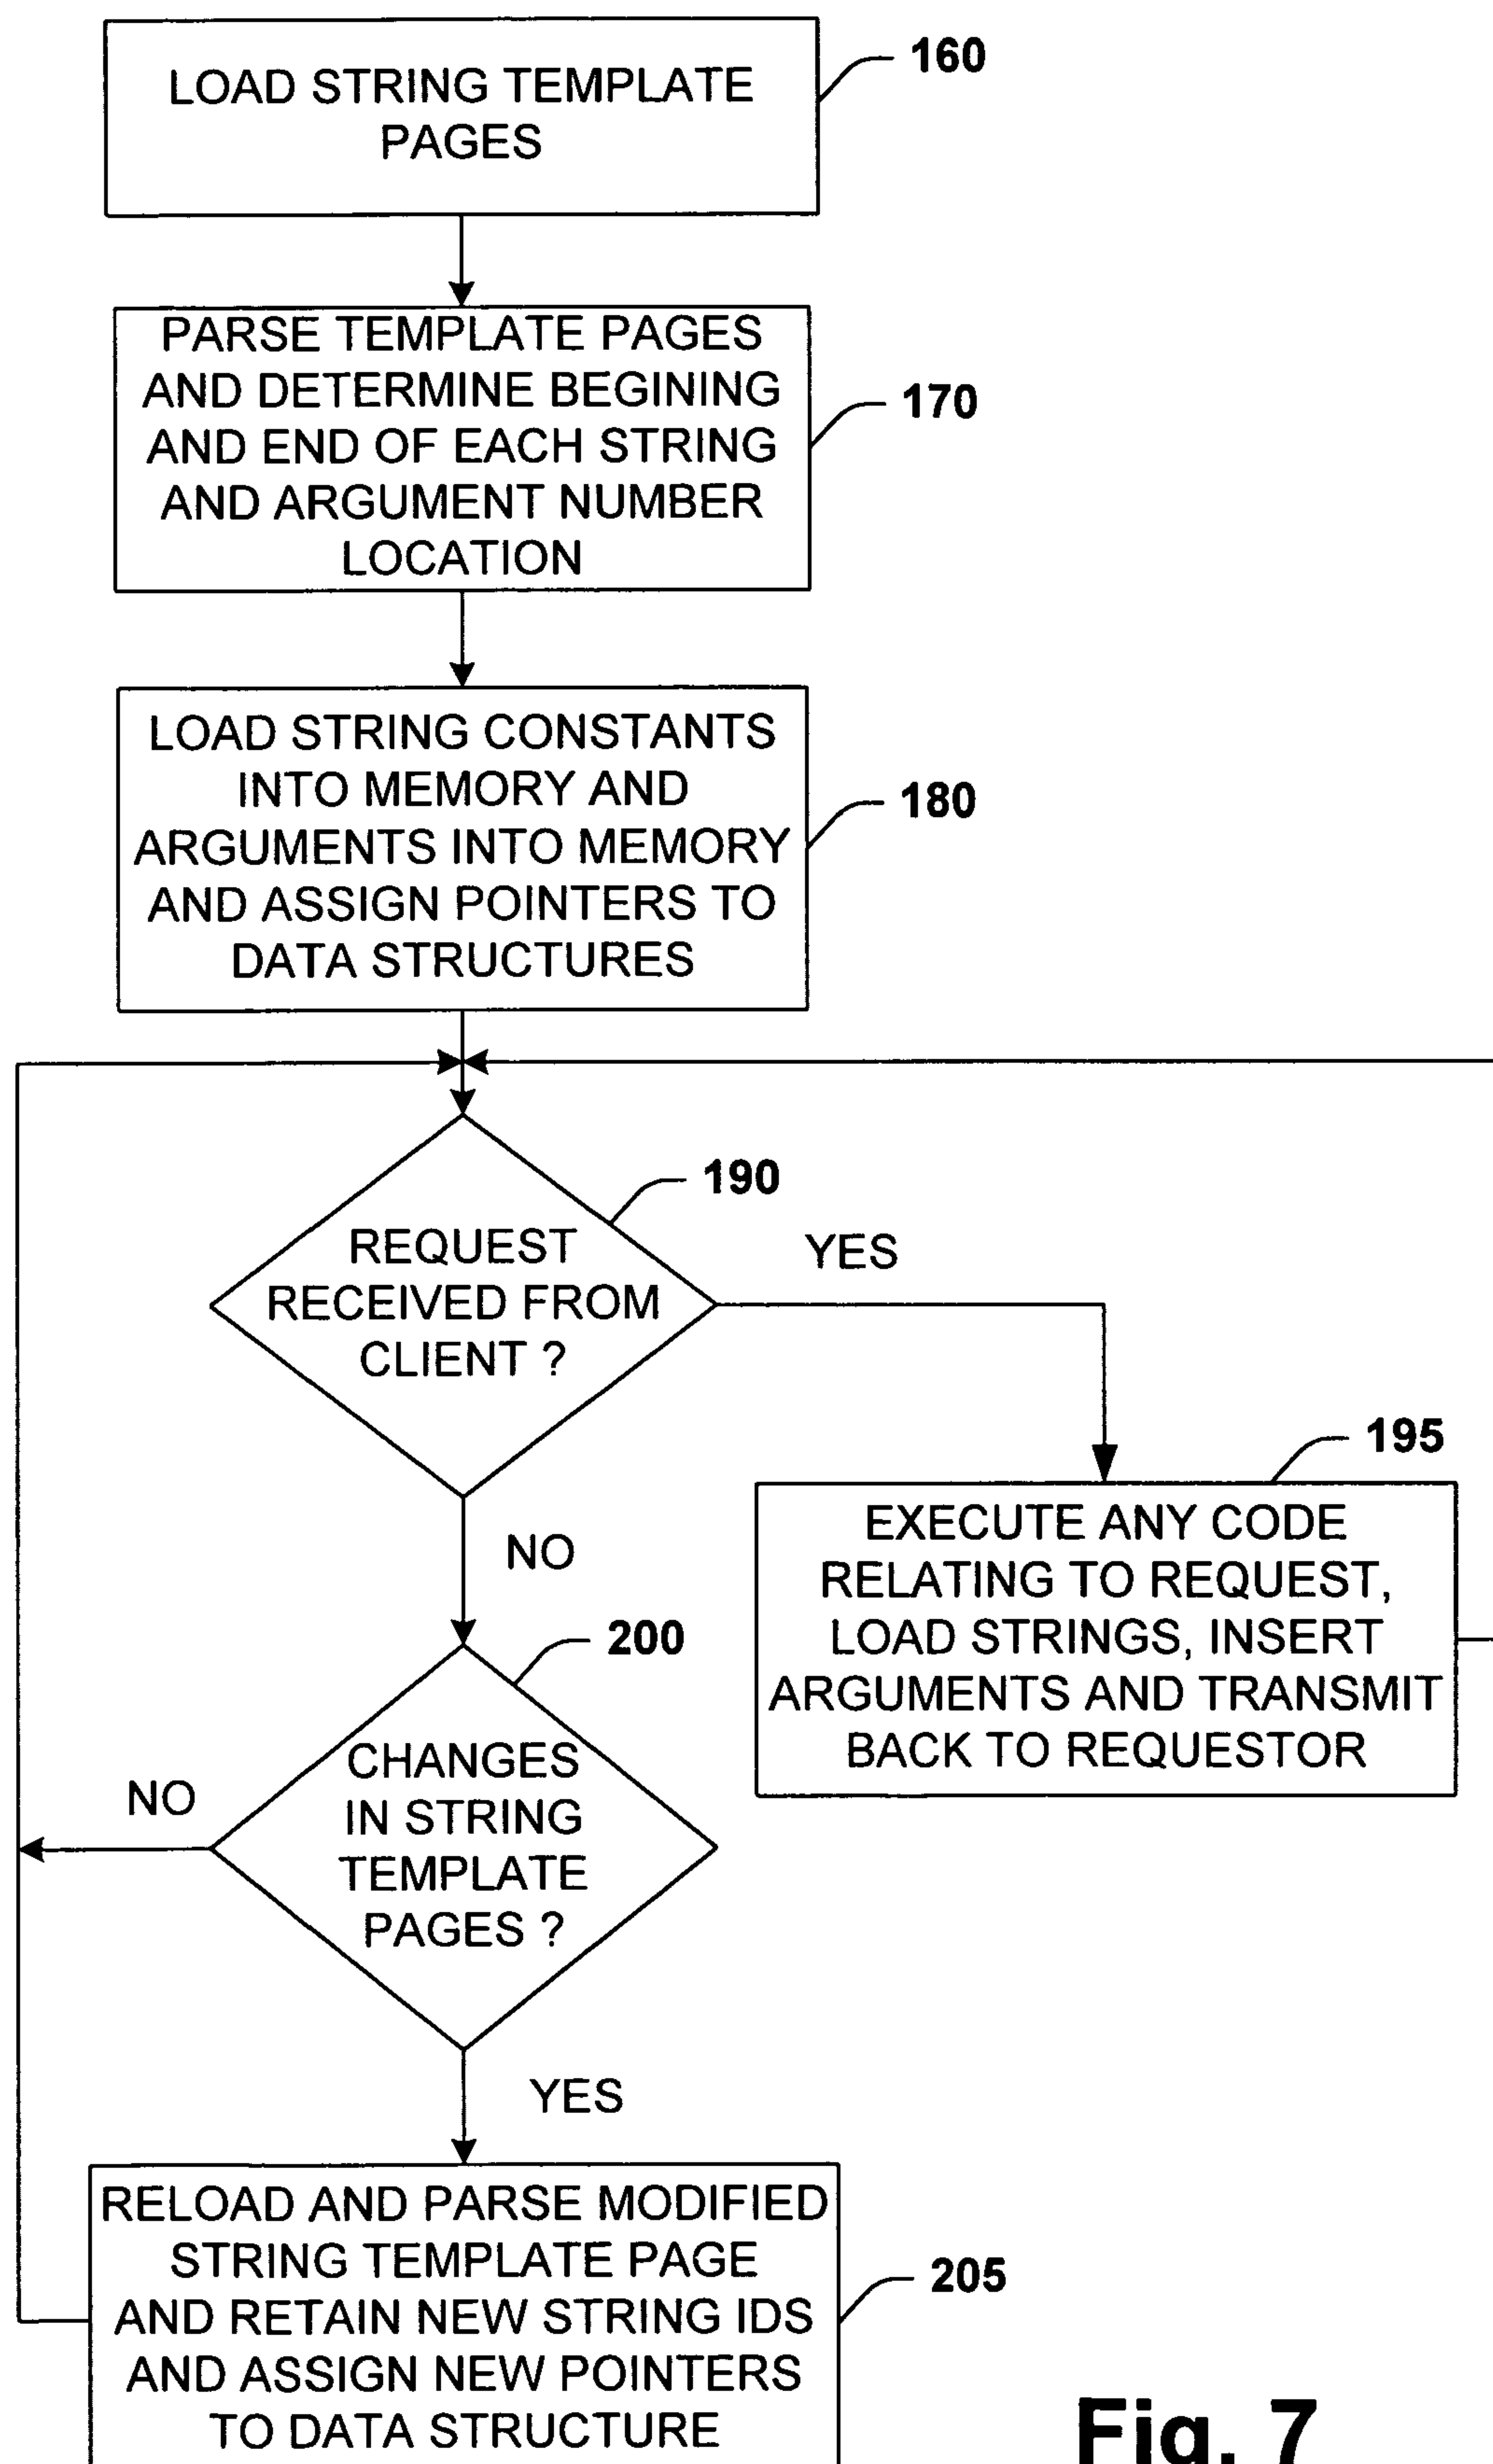 LOAD STRING TEMPLATE
PAGES
160
PARSE TEMPLATE PAGES
AND DETERMINE BEGINING
AND END OF EACH STRING
AND ARGUMENT NUMBER
LOCATION
170
LOAD STRING CONSTANTS
INTO MEMORY AND
ARGUMENTS INTO MEMORY
AND ASSIGN POINTERS TO
DATA STRUCTURES
180
190
REQUEST
RECEIVED FROM
CLIENT ?
YES
NO
195
EXECUTE ANY CODE
RELATING TO REQUEST,
LOAD STRINGS, INSERT
ARGUMENTS AND TRANSMIT
BACK TO REQUESTOR
200
CHANGES
IN STRING
TEMPLATE
PAGES ?
NO
YES
RELOAD AND PARSE MODIFIED
STRING TEMPLATE PAGE
AND RETAIN NEW STRING IDS
AND ASSIGN NEW POINTERS
TO DATA STRUCTURE
205
Fig. 7